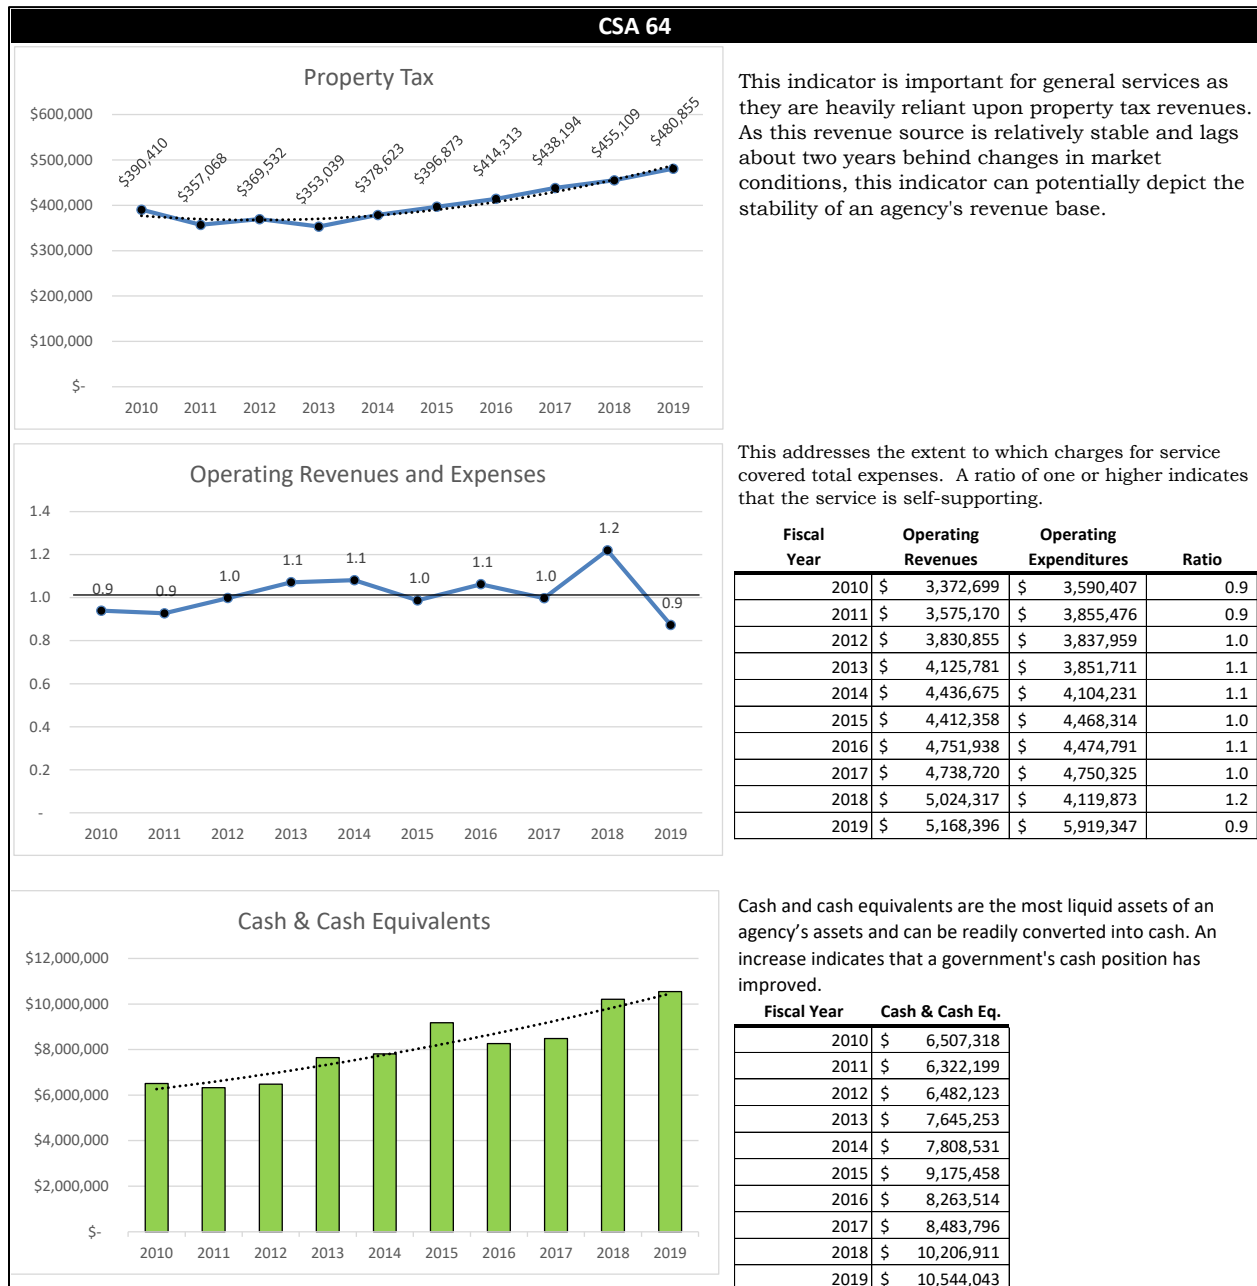 CSA 64
Property Tax
$600,000
$500,000
$400,000
$300,000
$200,000
$100,000
$-
$390,410
$357,068
$369,532
$353,039
$378,623
$396,873
$414,313
$438,194
$455,109
$480,855
2010 2011 2012 2013 2014 2015 2016 2017 2018 2019
This indicator is important for general services as
they are heavily reliant upon property tax revenues.
As this revenue source is relatively stable and lags
about two years behind changes in market
conditions, this indicator can potentially depict the
stability of an agency's revenue base.
Operating Revenues and Expenses
1.4
1.2
1.0
0.8
0.6
0.4
0.2
-
0.9 0.9 1.0 1.1 1.1 1.0 1.1 1.0 1.2 0.9
2010 2011 2012 2013 2014 2015 2016 2017 2018 2019
This addresses the extent to which charges for service
covered total expenses. A ratio of one or higher indicates
that the service is self-supporting.
Fiscal Operating Operating
Year Revenues Expenditures Ratio
2010 $ 3,372,699 $ 3,590,407 0.9
2011 $ 3,575,170 $ 3,855,476 0.9
2012 $ 3,830,855 $ 3,837,959 1.0
2013 $ 4,125,781 $ 3,851,711 1.1
2014 $ 4,436,675 $ 4,104,231 1.1
2015 $ 4,412,358 $ 4,468,314 1.0
2016 $ 4,751,938 $ 4,474,791 1.1
2017 $ 4,738,720 $ 4,750,325 1.0
2018 $ 5,024,317 $ 4,119,873 1.2
2019 $ 5,168,396 $ 5,919,347 0.9
Cash & Cash Equivalents
$12,000,000
$10,000,000
$8,000,000
$6,000,000
$4,000,000
$2,000,000
$-
2010 2011 2012 2013 2014 2015 2016 2017 2018 2019
Cash and cash equivalents are the most liquid assets of an
agency’s assets and can be readily converted into cash. An
increase indicates that a government's cash position has
improved.
Fiscal Year Cash & Cash Eq.
2010 $ 6,507,318
2011 $ 6,322,199
2012 $ 6,482,123
2013 $ 7,645,253
2014 $ 7,808,531
2015 $ 9,175,458
2016 $ 8,263,514
2017 $ 8,483,796
2018 $ 10,206,911
2019 $ 10,544,043